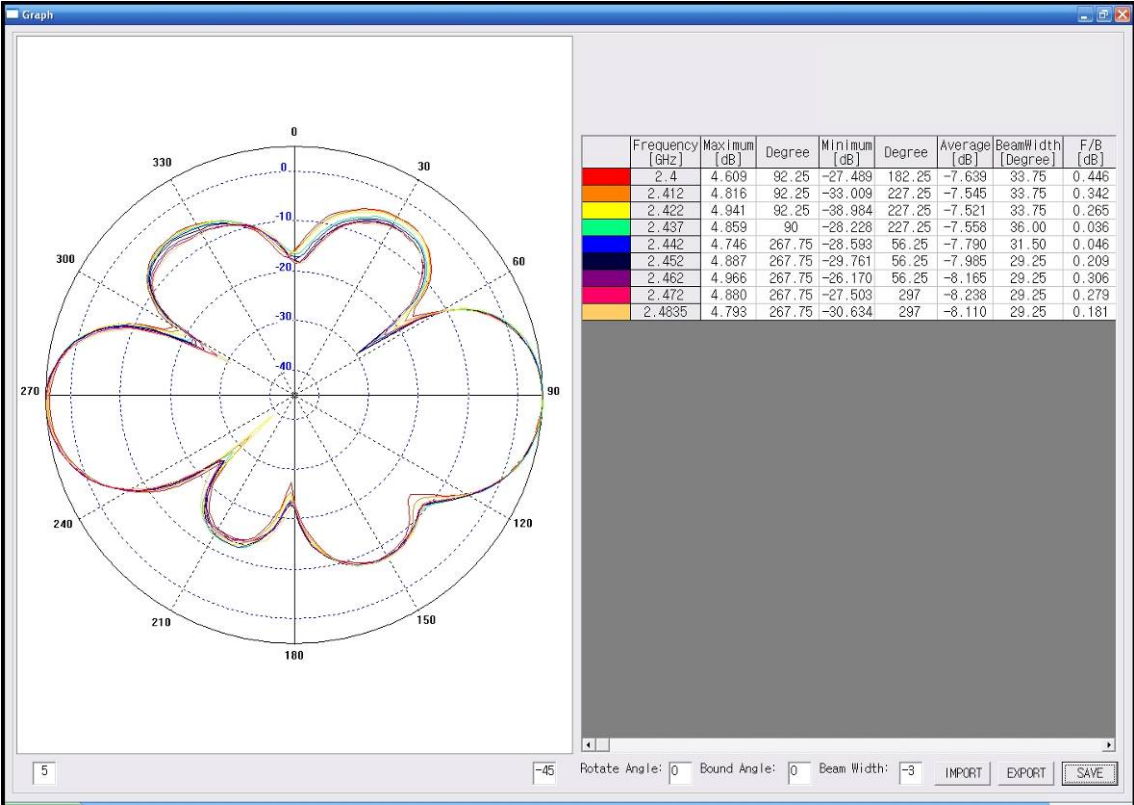 Graph
0
330
30
0
-10
300
60
-20
-30
-40
270
90
240
120
210
150
180
Frequency [GHz] Maximum [dB] Degree Minimum [dB] Degree Average [dB] BeamWidth [Degree] F/B [dB]
2.4 4.609 92.25 -27.489 182.25 -7.639 33.75 0.446
2.412 4.816 92.25 -33.009 227.25 -7.545 33.75 0.342
2.422 4.941 92.25 -38.984 227.25 -7.521 33.75 0.265
2.437 4.859 90 -28.228 227.25 -7.558 36.00 0.036
2.442 4.746 267.75 -28.593 56.25 -7.790 31.50 0.046
2.452 4.887 267.75 -29.761 56.25 -7.985 29.25 0.209
2.462 4.966 267.75 -26.170 56.25 -8.165 29.25 0.306
2.472 4.880 267.75 -27.503 297 -8.238 29.25 0.279
2.4835 4.793 267.75 -30.634 297 -8.110 29.25 0.181
5 -45 Rotate Angle: 0 Bound Angle: 0 Beam Width: -3 IMPORT EXPORT SAVE